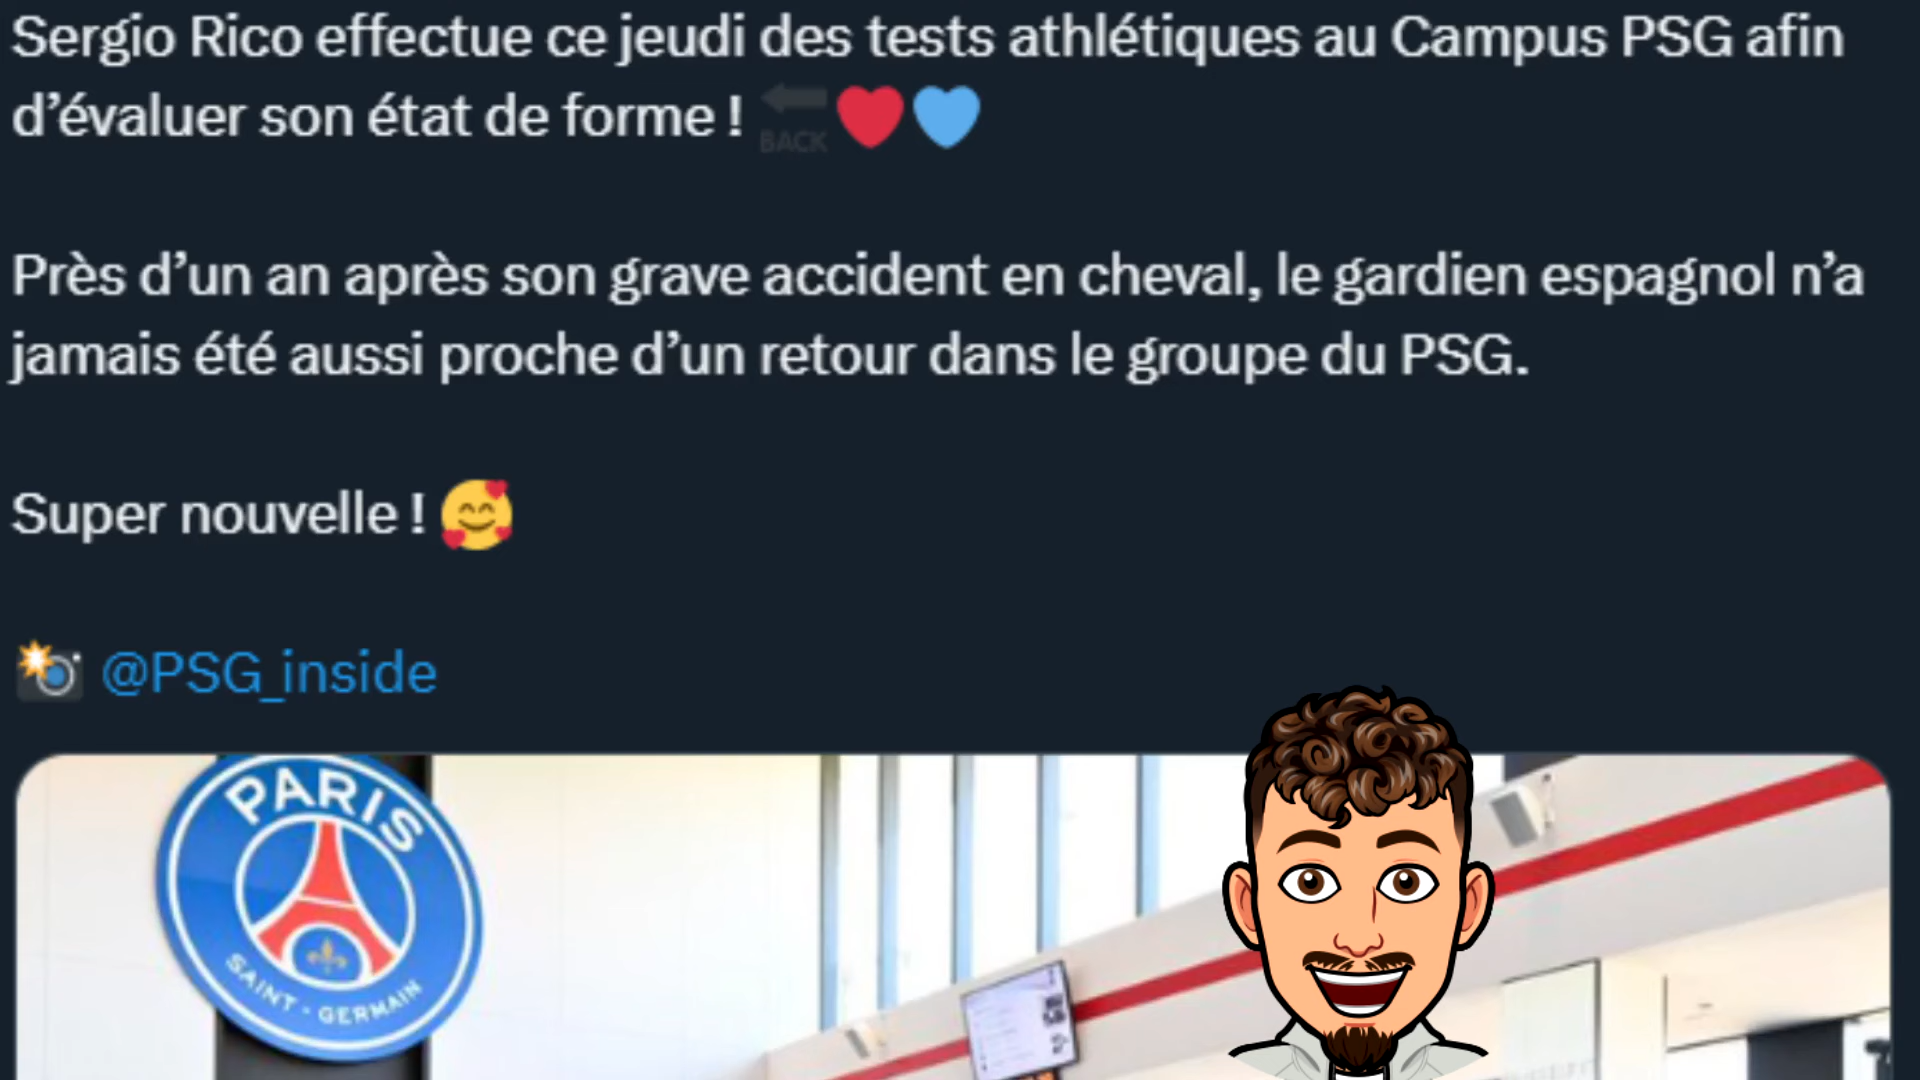 Sergio Rico effectue ce jeudi des tests athlétiques au Campus PSG afin
d’évaluer son état de forme ! BACK
Près d’un an après son grave accident en cheval, le gardien espagnol n’a
jamais été aussi proche d’un retour dans le groupe du PSG.
Super nouvelle !
@PSG_inside
PARIS
SAINT - GERMAIN